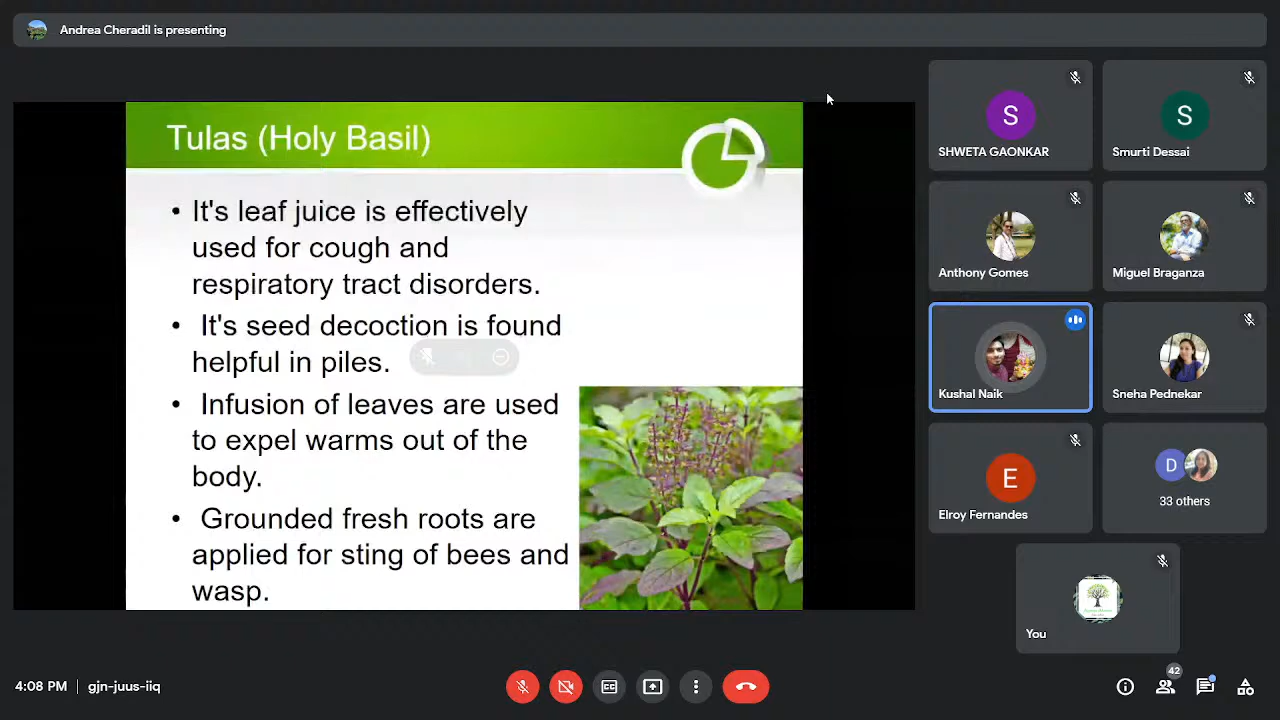 Andrea Cheradil is presenting
Tulas (Holy Basil)
• It's leaf juice is effectively
used for cough and
respiratory tract disorders.
• It's seed decoction is found
helpful in piles.
• Infusion of leaves are used
to expel warms out of the
body.
• Grounded fresh roots are
applied for sting of bees and
wasp.
S
SHWETA GAONKAR
S
Smurti Dessai
Anthony Gomes
Miguel Braganza
Kushal Naik
Sneha Pednekar
E
Elroy Fernandes
D
33 others
You
4:08 PM | gjn-juus-iiq
42